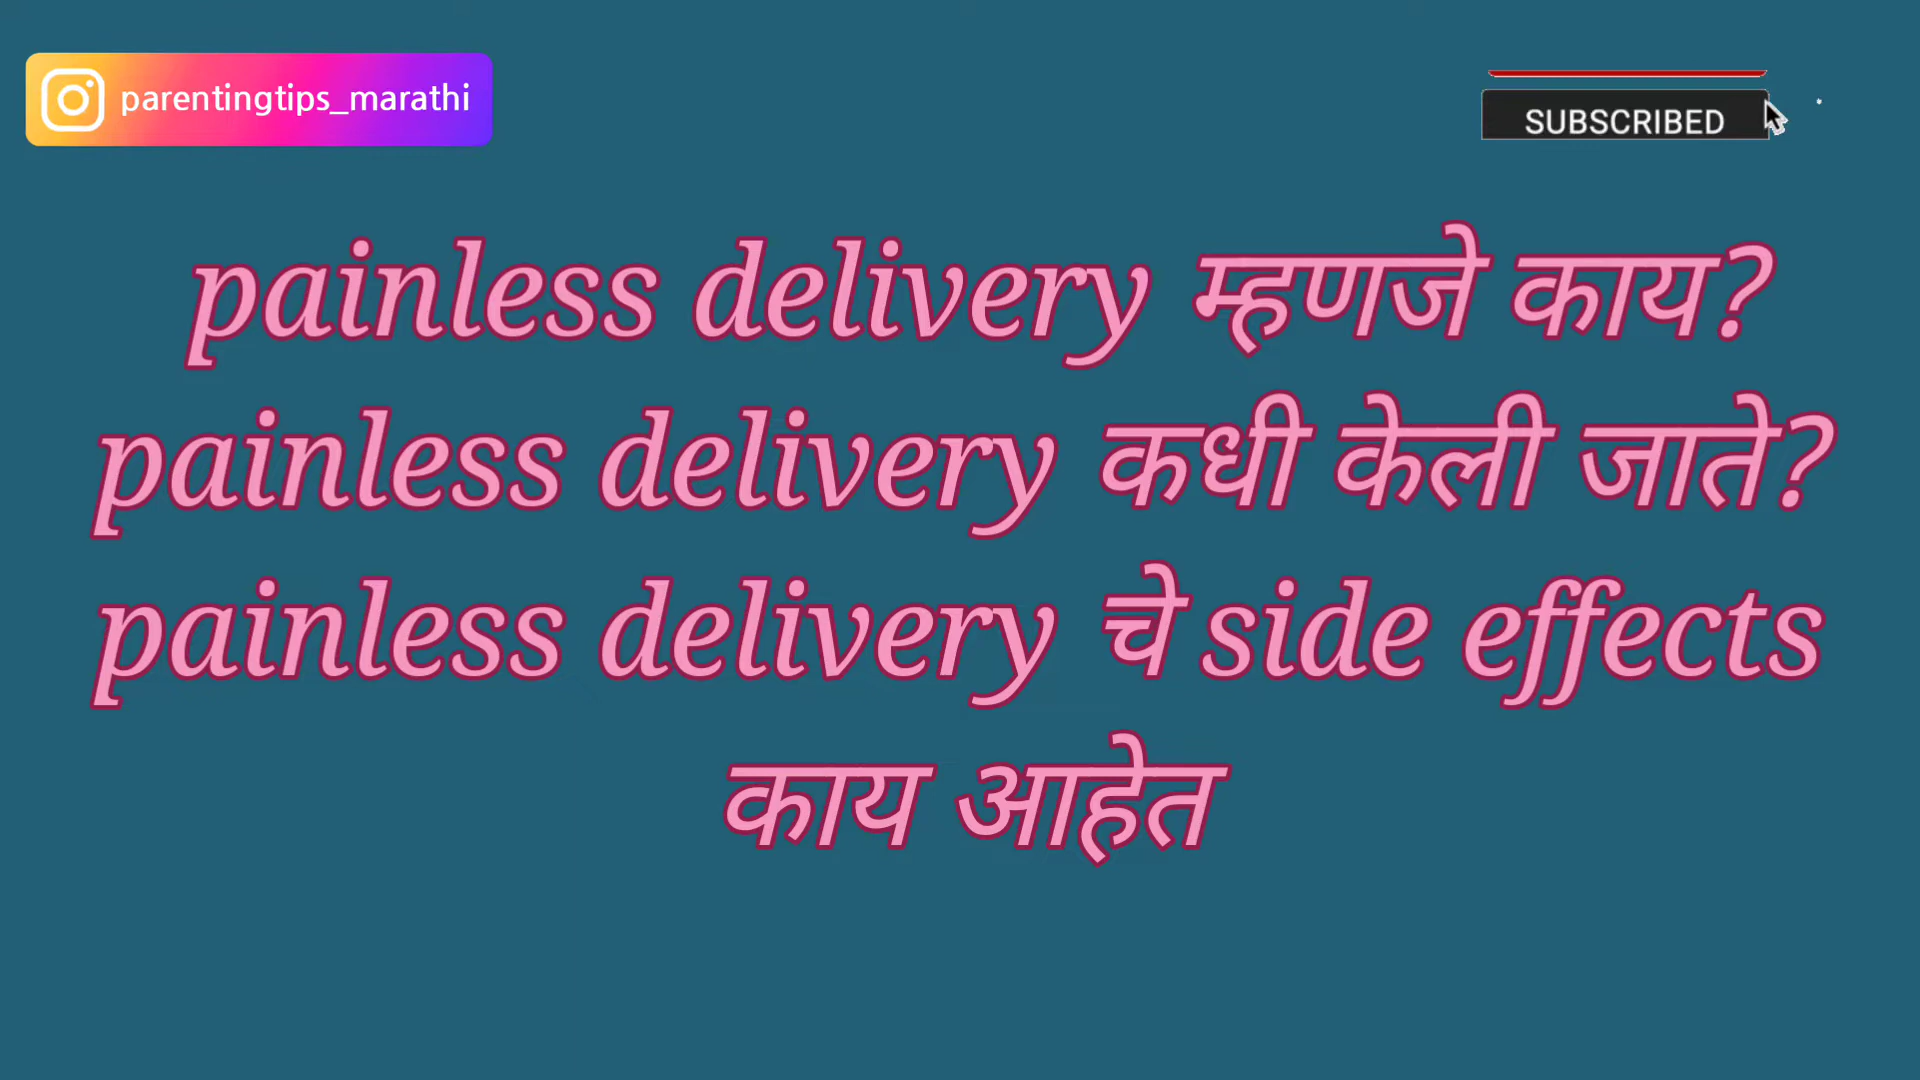 parentingtips_marathi
SUBSCRIBED
painless delivery म्हणजे काय?
painless delivery कधी केली जाते?
painless delivery चे side effects
काय आहेत